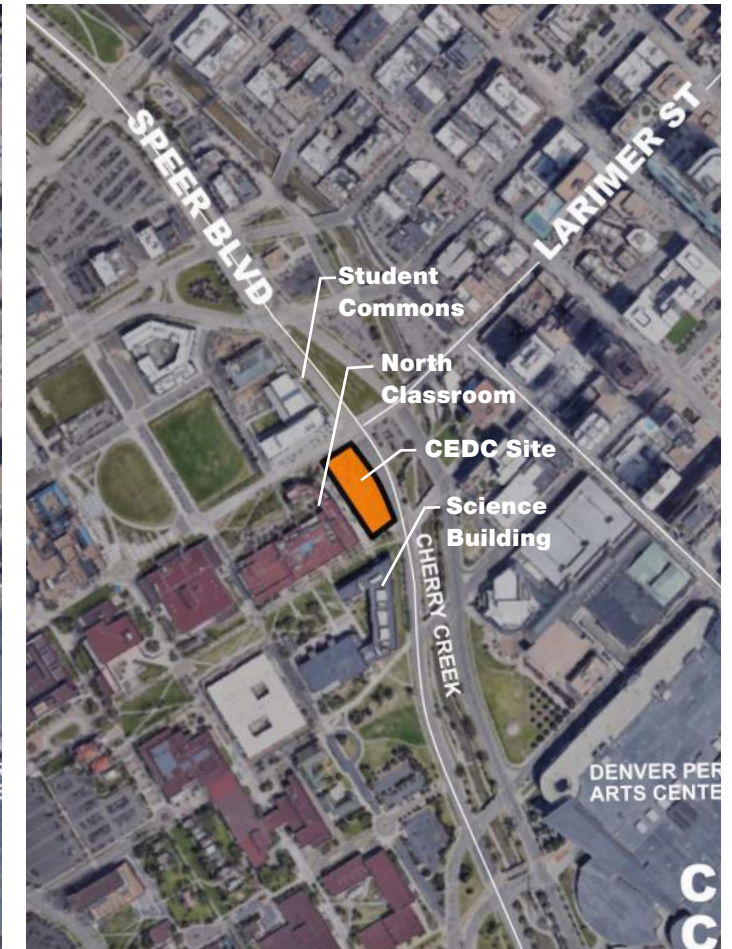 SPEER BLVD
LARIMER ST
Student
Commons
North
Classroom
CEDC Site
Science
Building
CHERRY CREEK
DENVER PER
ARTS CENTE
C
C